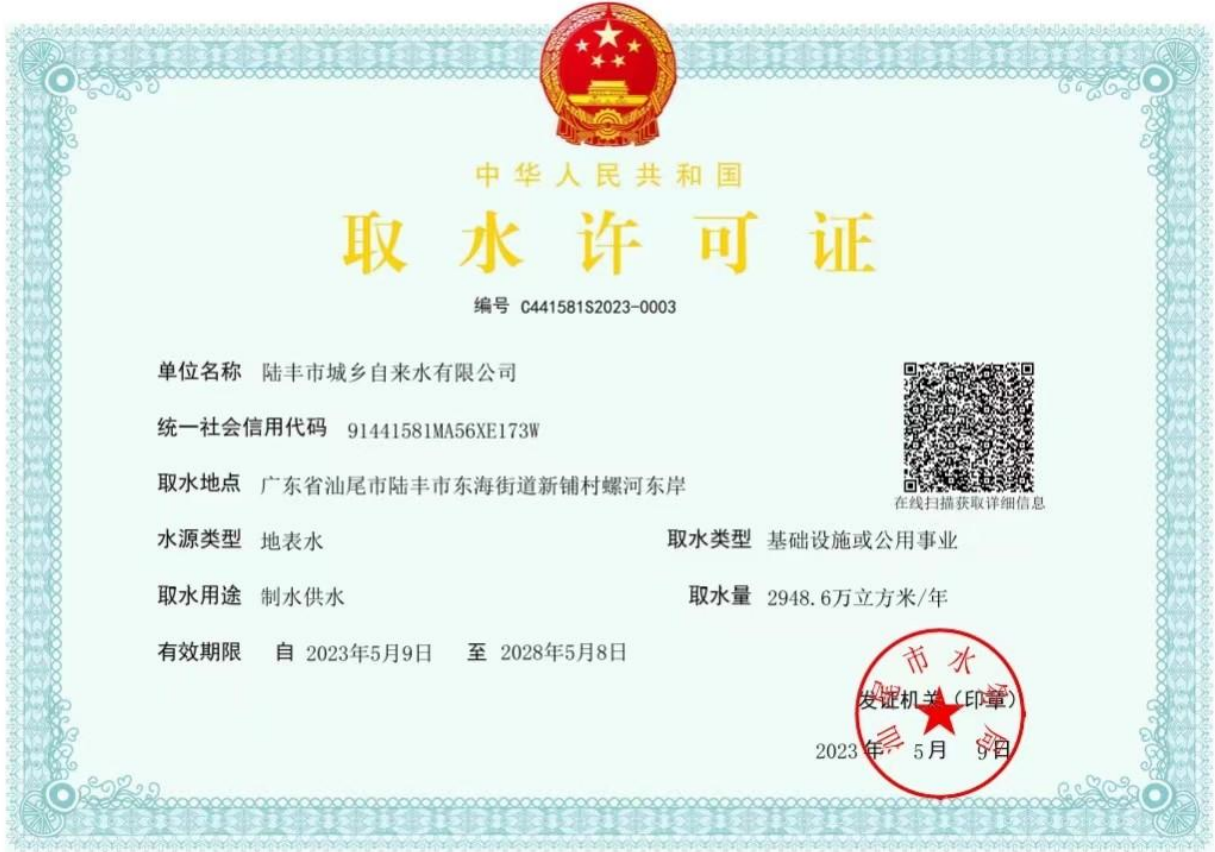 中华人民共和国
取水许可证
编号 C441581S2023-0003
单位名称 陆丰市城乡自来水有限公司
统一社会信用代码 91441581MA56XE173W
取水地点 广东省汕尾市陆丰市东海街道新铺村螺河东岸
在线扫描获取详细信息
水源类型 地表水 取水类型 基础设施或公用事业
取水用途 制水供水 取水量 2948.6万立方米/年
有效期限 自 2023年5月9日 至 2028年5月8日
汕尾市水务局
发证机关(印章)
2023年 5月 9日